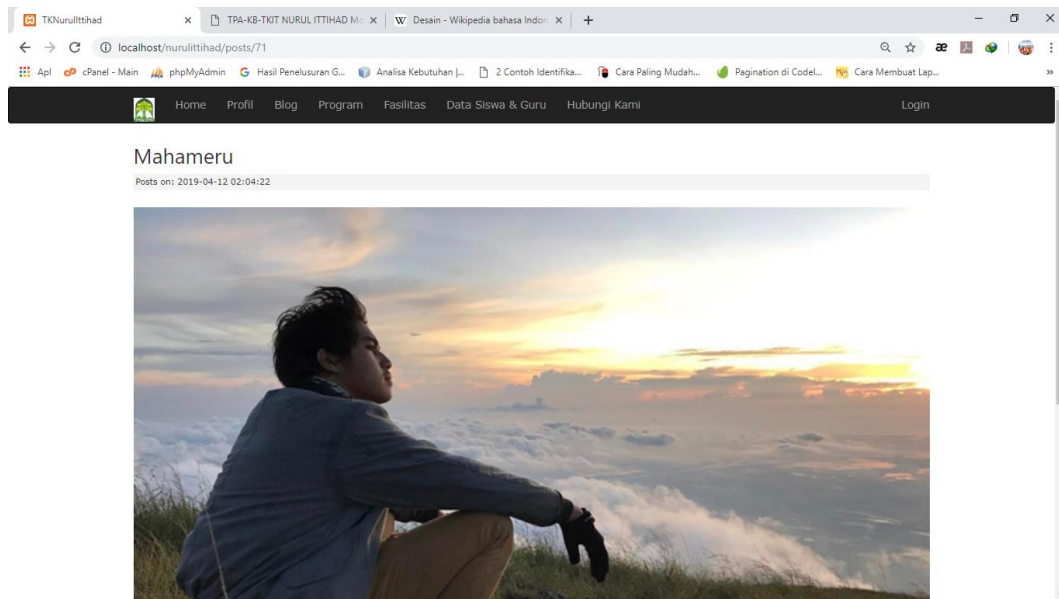 TKNurulIttihad
TPA-KB-TKIT NURUL ITTIHAD Mc
W Desain - Wikipedia bahasa Indon
localhost/nurulittihad/posts/71
Apl
cPanel - Main
phpMyAdmin
G Hasil Penelusuran G...
Analisa Kebutuhan |...
2 Contoh Identifika...
Cara Paling Mudah...
Pagination di CodeI...
Cara Membuat Lap...
Home Profil Blog Program Fasilitas Data Siswa & Guru Hubungi Kami Login
Mahameru
Posts on: 2019-04-12 02:04:22